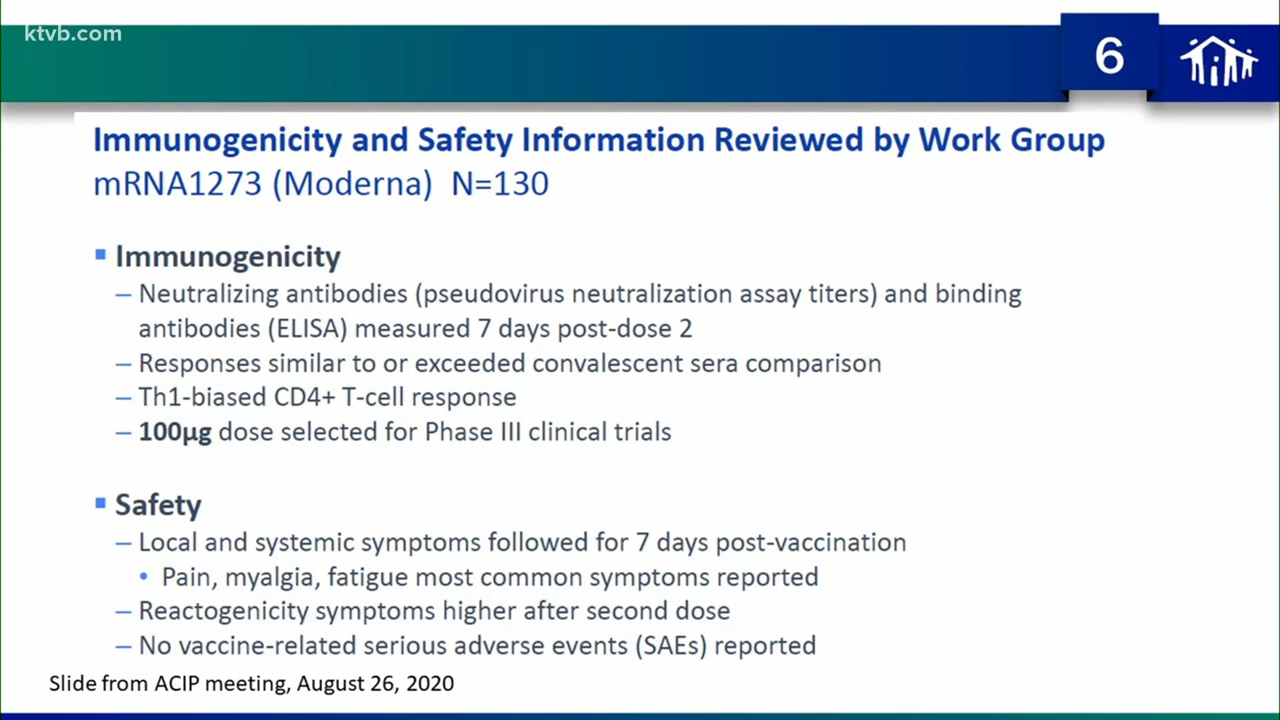 ktvb.com
6
Immunogenicity and Safety Information Reviewed by Work Group
mRNA1273 (Moderna) N=130
▪ Immunogenicity
– Neutralizing antibodies (pseudovirus neutralization assay titers) and binding
antibodies (ELISA) measured 7 days post-dose 2
– Responses similar to or exceeded convalescent sera comparison
– Th1-biased CD4+ T-cell response
– 100µg dose selected for Phase III clinical trials
▪ Safety
– Local and systemic symptoms followed for 7 days post-vaccination
• Pain, myalgia, fatigue most common symptoms reported
– Reactogenicity symptoms higher after second dose
– No vaccine-related serious adverse events (SAEs) reported
Slide from ACIP meeting, August 26, 2020